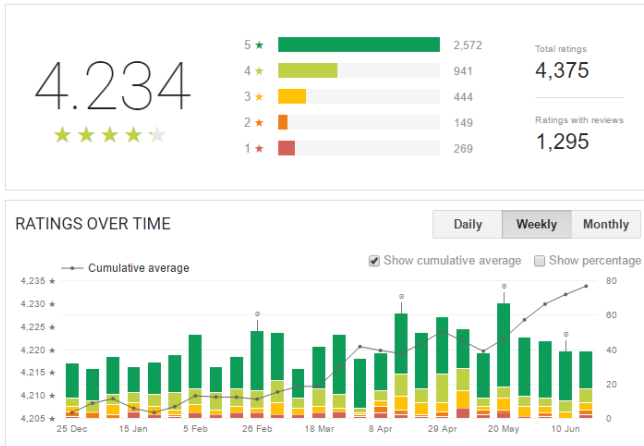 4.234
5 ★ 2,572
4 ★ 941
3 ★ 444
2 ★ 149
1 ★ 269
Total ratings
4,375
Ratings with reviews
1,295
RATINGS OVER TIME
Daily Weekly Monthly
Cumulative average
Show cumulative average Show percentage
4,235 ★ 80
4,230 ★
4,225 ★ 60
4,220 ★
4,215 ★ 40
4,210 ★ 20
4,205 ★ 0
25 Dec 15 Jan 5 Feb 26 Feb 18 Mar 8 Apr 29 Apr 20 May 10 Jun